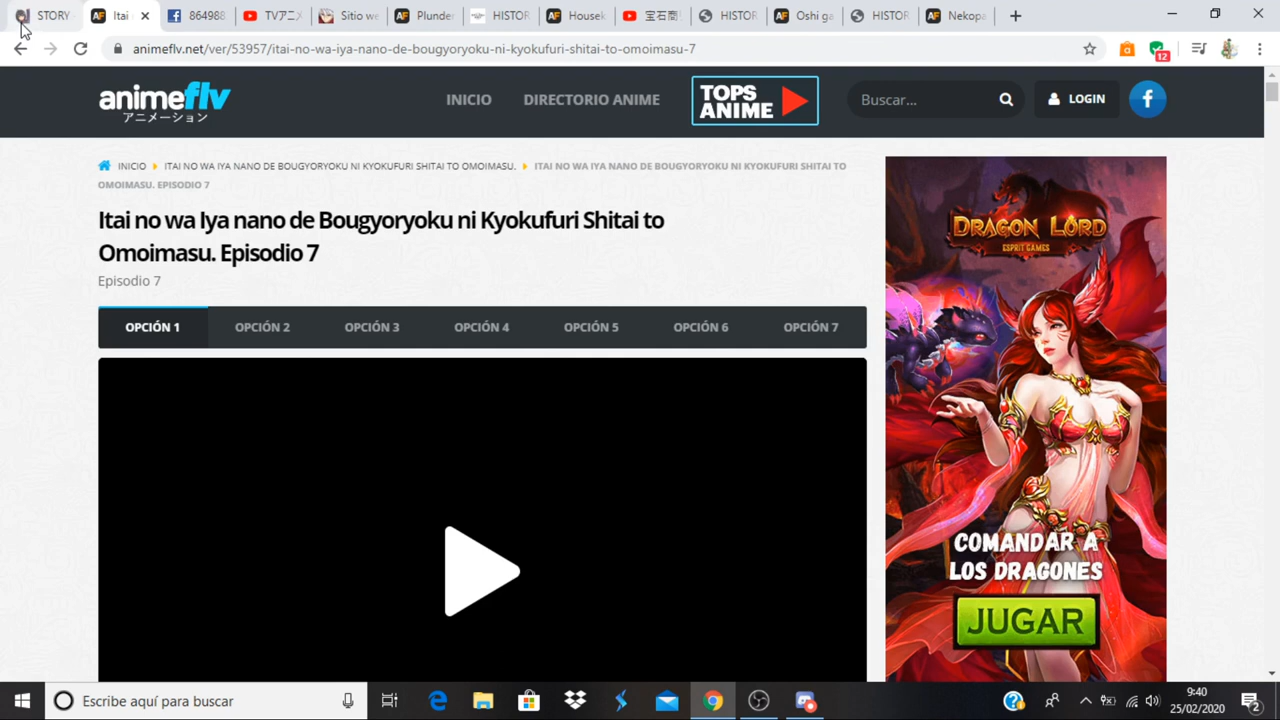 STORY
Itai
864988
TVアニメ
Sitio we
Plunder
HISTOR
Housek
宝石商
HISTOR
Oshi ga
HISTOR
Nekopa
animeflv.net/ver/53957/itai-no-wa-iya-nano-de-bougyoryoku-ni-kyokufuri-shitai-to-omoimasu-7
12
animeflv
アニメーション
INICIO
DIRECTORIO ANIME
TOPS
ANIME
Buscar...
LOGIN
INICIO ITAI NO WA IYA NANO DE BOUGYORYOKU NI KYOKUFURI SHITAI TO OMOIMASU. ITAI NO WA IYA NANO DE BOUGYORYOKU NI KYOKUFURI SHITAI TO
OMOIMASU. EPISODIO 7
Itai no wa Iya nano de Bougyoryoku ni Kyokufuri Shitai to
Omoimasu. Episodio 7
Episodio 7
OPCIÓN 1
OPCIÓN 2
OPCIÓN 3
OPCIÓN 4
OPCIÓN 5
OPCIÓN 6
OPCIÓN 7
DRAGON LORD
ESPRIT GAMES
COMANDAR A
LOS DRAGONES
JUGAR
Escribe aquí para buscar
9:40
25/02/2020
2